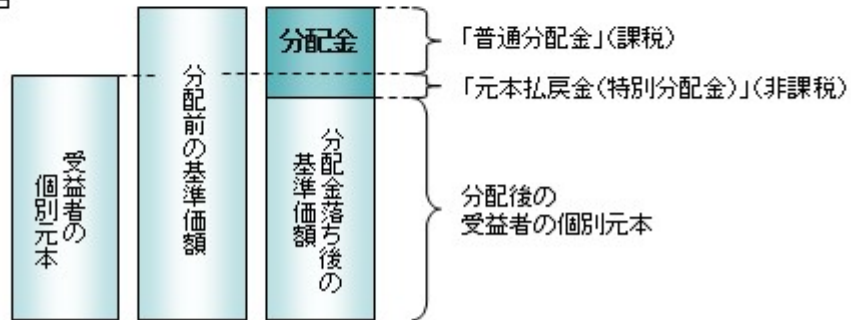 受益者の
個別元本
分配前の基準価額
分配金
分配金落ち後の
基準価額
「普通分配金」(課税)
「元本払戻金(特別分配金)」(非課税)
分配後の
受益者の個別元本